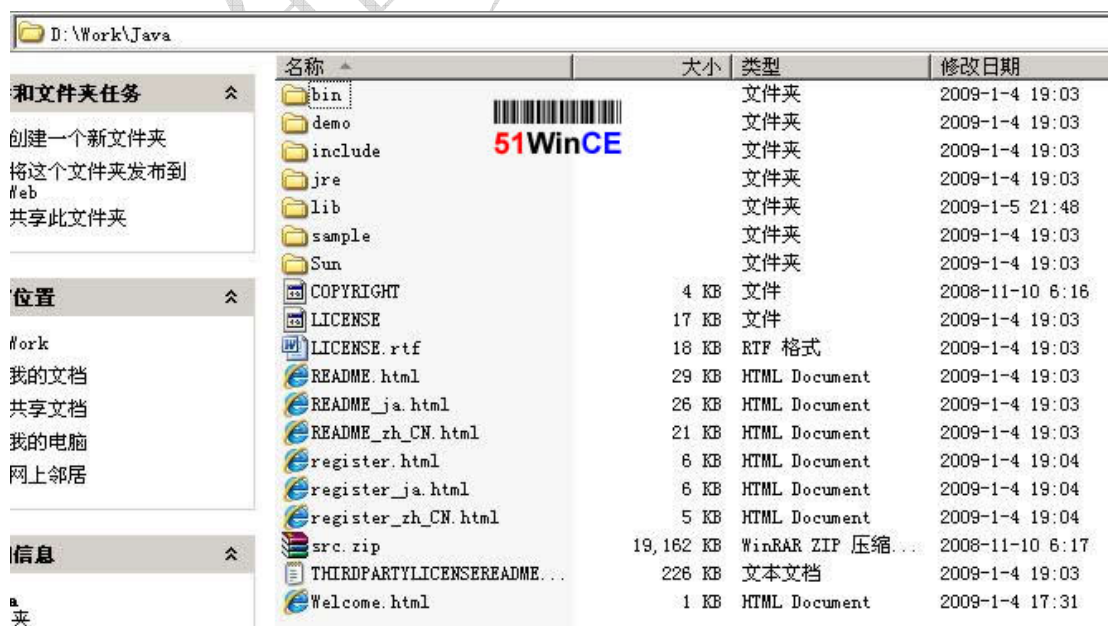 D:\Work\Java
名称 大小 类型 修改日期
和文件夹任务
创建一个新文件夹
将这个文件夹发布到
Web
共享此文件夹
位置
Work
我的文档
共享文档
我的电脑
网上邻居
信息
a
夹
bin 文件夹 2009-1-4 19:03
demo 文件夹 2009-1-4 19:03
include 文件夹 2009-1-4 19:03
jre 文件夹 2009-1-4 19:03
lib 文件夹 2009-1-5 21:48
sample 文件夹 2009-1-4 19:03
Sun 文件夹 2009-1-4 19:03
COPYRIGHT 4 KB 文件 2008-11-10 6:16
LICENSE 17 KB 文件 2009-1-4 19:03
LICENSE.rtf 18 KB RTF 格式 2009-1-4 19:03
README.html 29 KB HTML Document 2009-1-4 19:03
README_ja.html 26 KB HTML Document 2009-1-4 19:03
README_zh_CN.html 21 KB HTML Document 2009-1-4 19:03
register.html 6 KB HTML Document 2009-1-4 19:04
register_ja.html 6 KB HTML Document 2009-1-4 19:04
register_zh_CN.html 5 KB HTML Document 2009-1-4 19:04
src.zip 19,162 KB WinRAR ZIP 压缩... 2008-11-10 6:17
THIRDPARTYLICENSEREADME... 226 KB 文本文档 2009-1-4 19:03
Welcome.html 1 KB HTML Document 2009-1-4 17:31
51WinCE